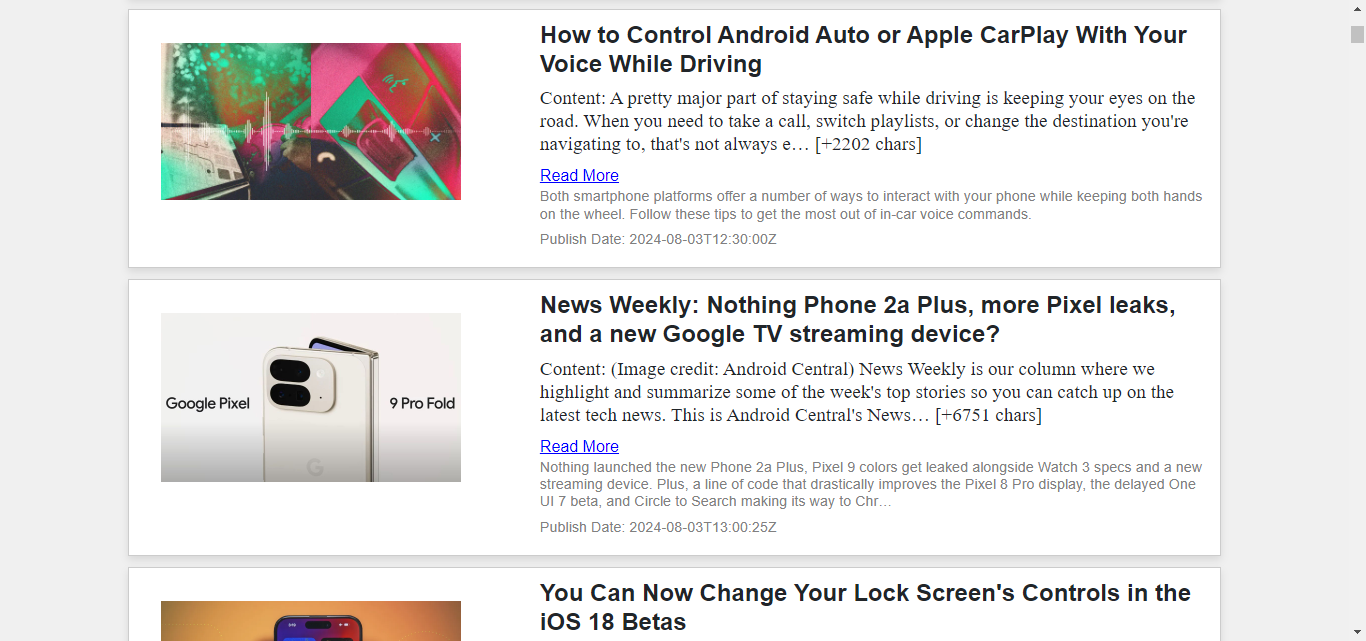 How to Control Android Auto or Apple CarPlay With Your
Voice While Driving
Content: A pretty major part of staying safe while driving is keeping your eyes on the
road. When you need to take a call, switch playlists, or change the destination you're
navigating to, that's not always e… [+2202 chars]
Read More
Both smartphone platforms offer a number of ways to interact with your phone while keeping both hands
on the wheel. Follow these tips to get the most out of in-car voice commands.
Publish Date: 2024-08-03T12:30:00Z
Google Pixel
9 Pro Fold
G
News Weekly: Nothing Phone 2a Plus, more Pixel leaks,
and a new Google TV streaming device?
Content: (Image credit: Android Central) News Weekly is our column where we
highlight and summarize some of the week's top stories so you can catch up on the
latest tech news. This is Android Central's News… [+6751 chars]
Read More
Nothing launched the new Phone 2a Plus, Pixel 9 colors get leaked alongside Watch 3 specs and a new
streaming device. Plus, a line of code that drastically improves the Pixel 8 Pro display, the delayed One
UI 7 beta, and Circle to Search making its way to Chr…
Publish Date: 2024-08-03T13:00:25Z
You Can Now Change Your Lock Screen's Controls in the
iOS 18 Betas